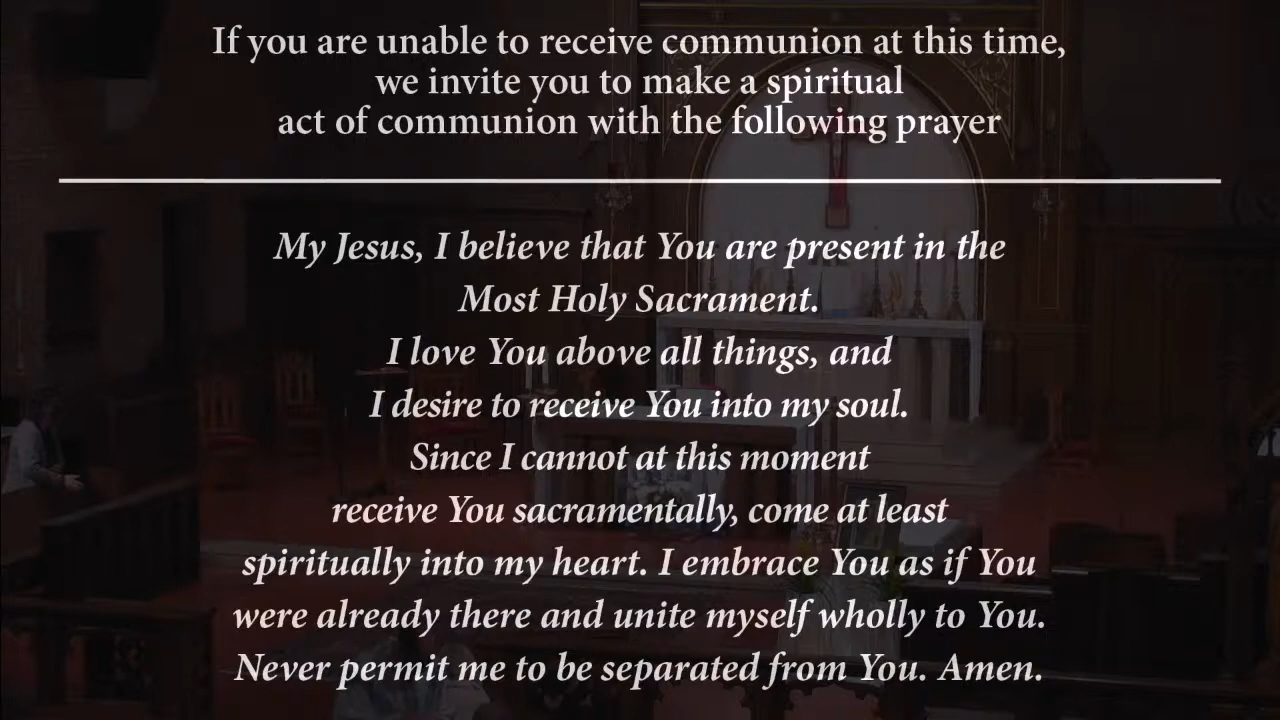 If you are unable to receive communion at this time,
we invite you to make a spiritual
act of communion with the following prayer
My Jesus, I believe that You are present in the
Most Holy Sacrament.
I love You above all things, and
I desire to receive You into my soul.
Since I cannot at this moment
receive You sacramentally, come at least
spiritually into my heart. I embrace You as if You
were already there and unite myself wholly to You.
Never permit me to be separated from You. Amen.